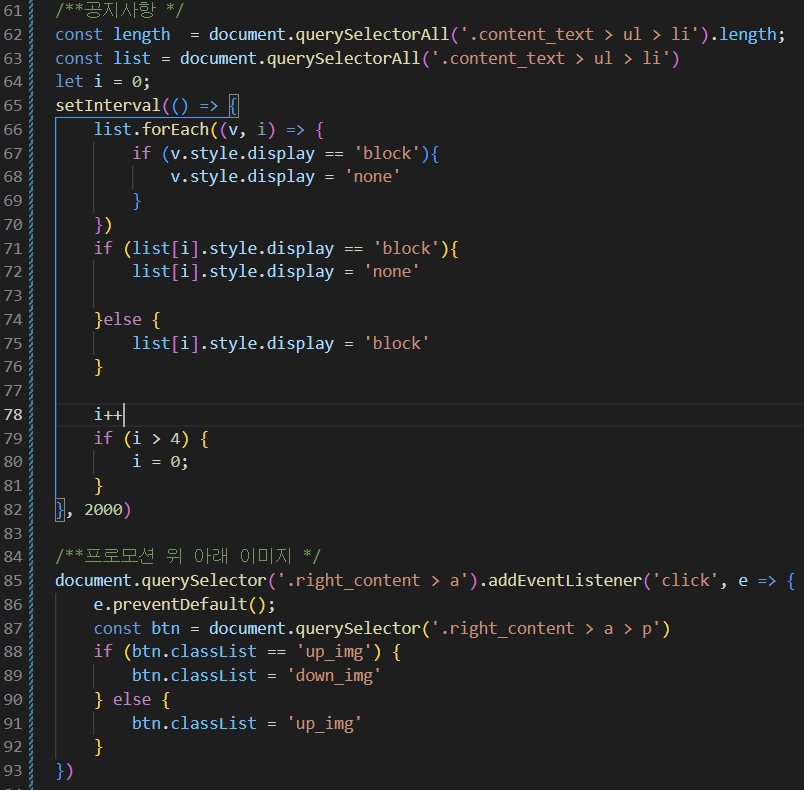 61 /**공지사항 */
62 const length  = document.querySelectorAll('.content_text > ul > li').length;
63 const list = document.querySelectorAll('.content_text > ul > li')
64 let i = 0;
65 setInterval(() => {
66     list.forEach((v, i) => {
67         if (v.style.display == 'block'){
68             v.style.display = 'none'
69         }
70     })
71     if (list[i].style.display == 'block'){
72         list[i].style.display = 'none'
73
74     }else {
75         list[i].style.display = 'block'
76     }
77
78     i++
79     if (i > 4) {
80         i = 0;
81     }
82 }, 2000)
83
84 /**프로모션 위 아래 이미지 */
85 document.querySelector('.right_content > a').addEventListener('click', e => {
86     e.preventDefault();
87     const btn = document.querySelector('.right_content > a > p')
88     if (btn.classList == 'up_img') {
89         btn.classList = 'down_img'
90     } else {
91         btn.classList = 'up_img'
92     }
93 })